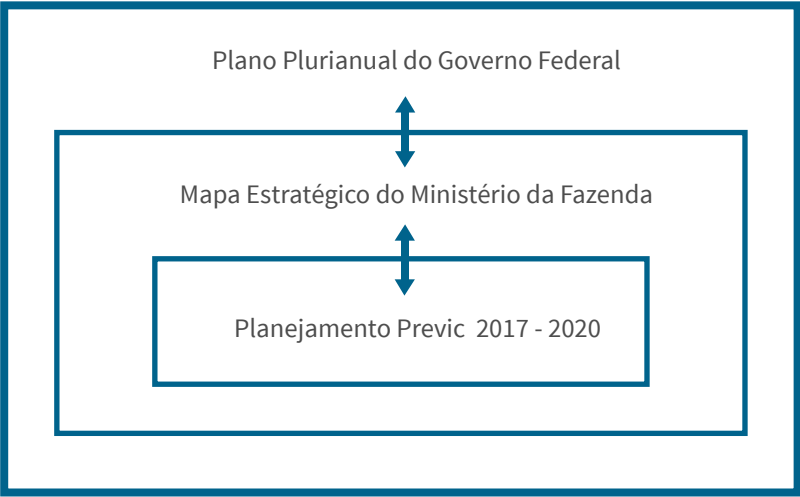 Plano Plurianual do Governo Federal
Mapa Estratégico do Ministério da Fazenda
Planejamento Previc 2017 - 2020